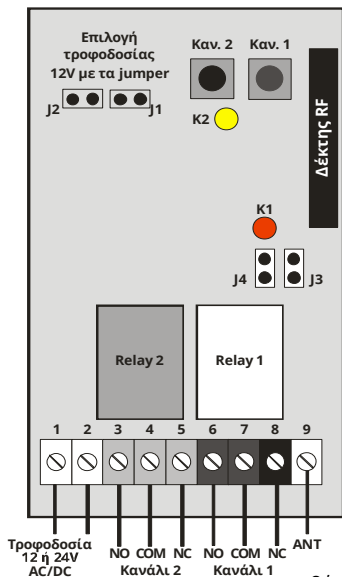 Επιλογή
τροφοδοσίας
12V με τα jumper
Καν. 2 Καν. 1
J2 J1
K2
Δέκτης RF
K1
J4 J3
Relay 2 Relay 1
1 2 3 4 5 6 7 8 9
Τροφοδοσία
12 ή 24V
AC/DC
NO COM NC NO COM NC ANT
Κανάλι 2 Κανάλι 1